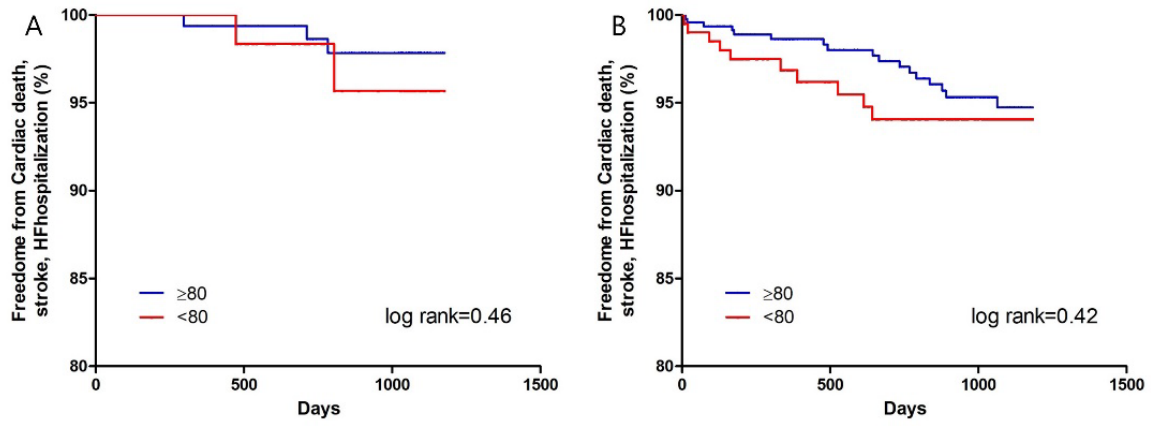 A
Freedome from Cardiac death,
stroke, HFhospitalization (%)
100
95
90
85
80
≥80
<80
log rank=0.46
0
500
1000
1500
Days
B
Freedome from Cardiac death,
stroke, HFhospitalization (%)
100
95
90
85
80
≥80
<80
log rank=0.42
0
500
1000
1500
Days